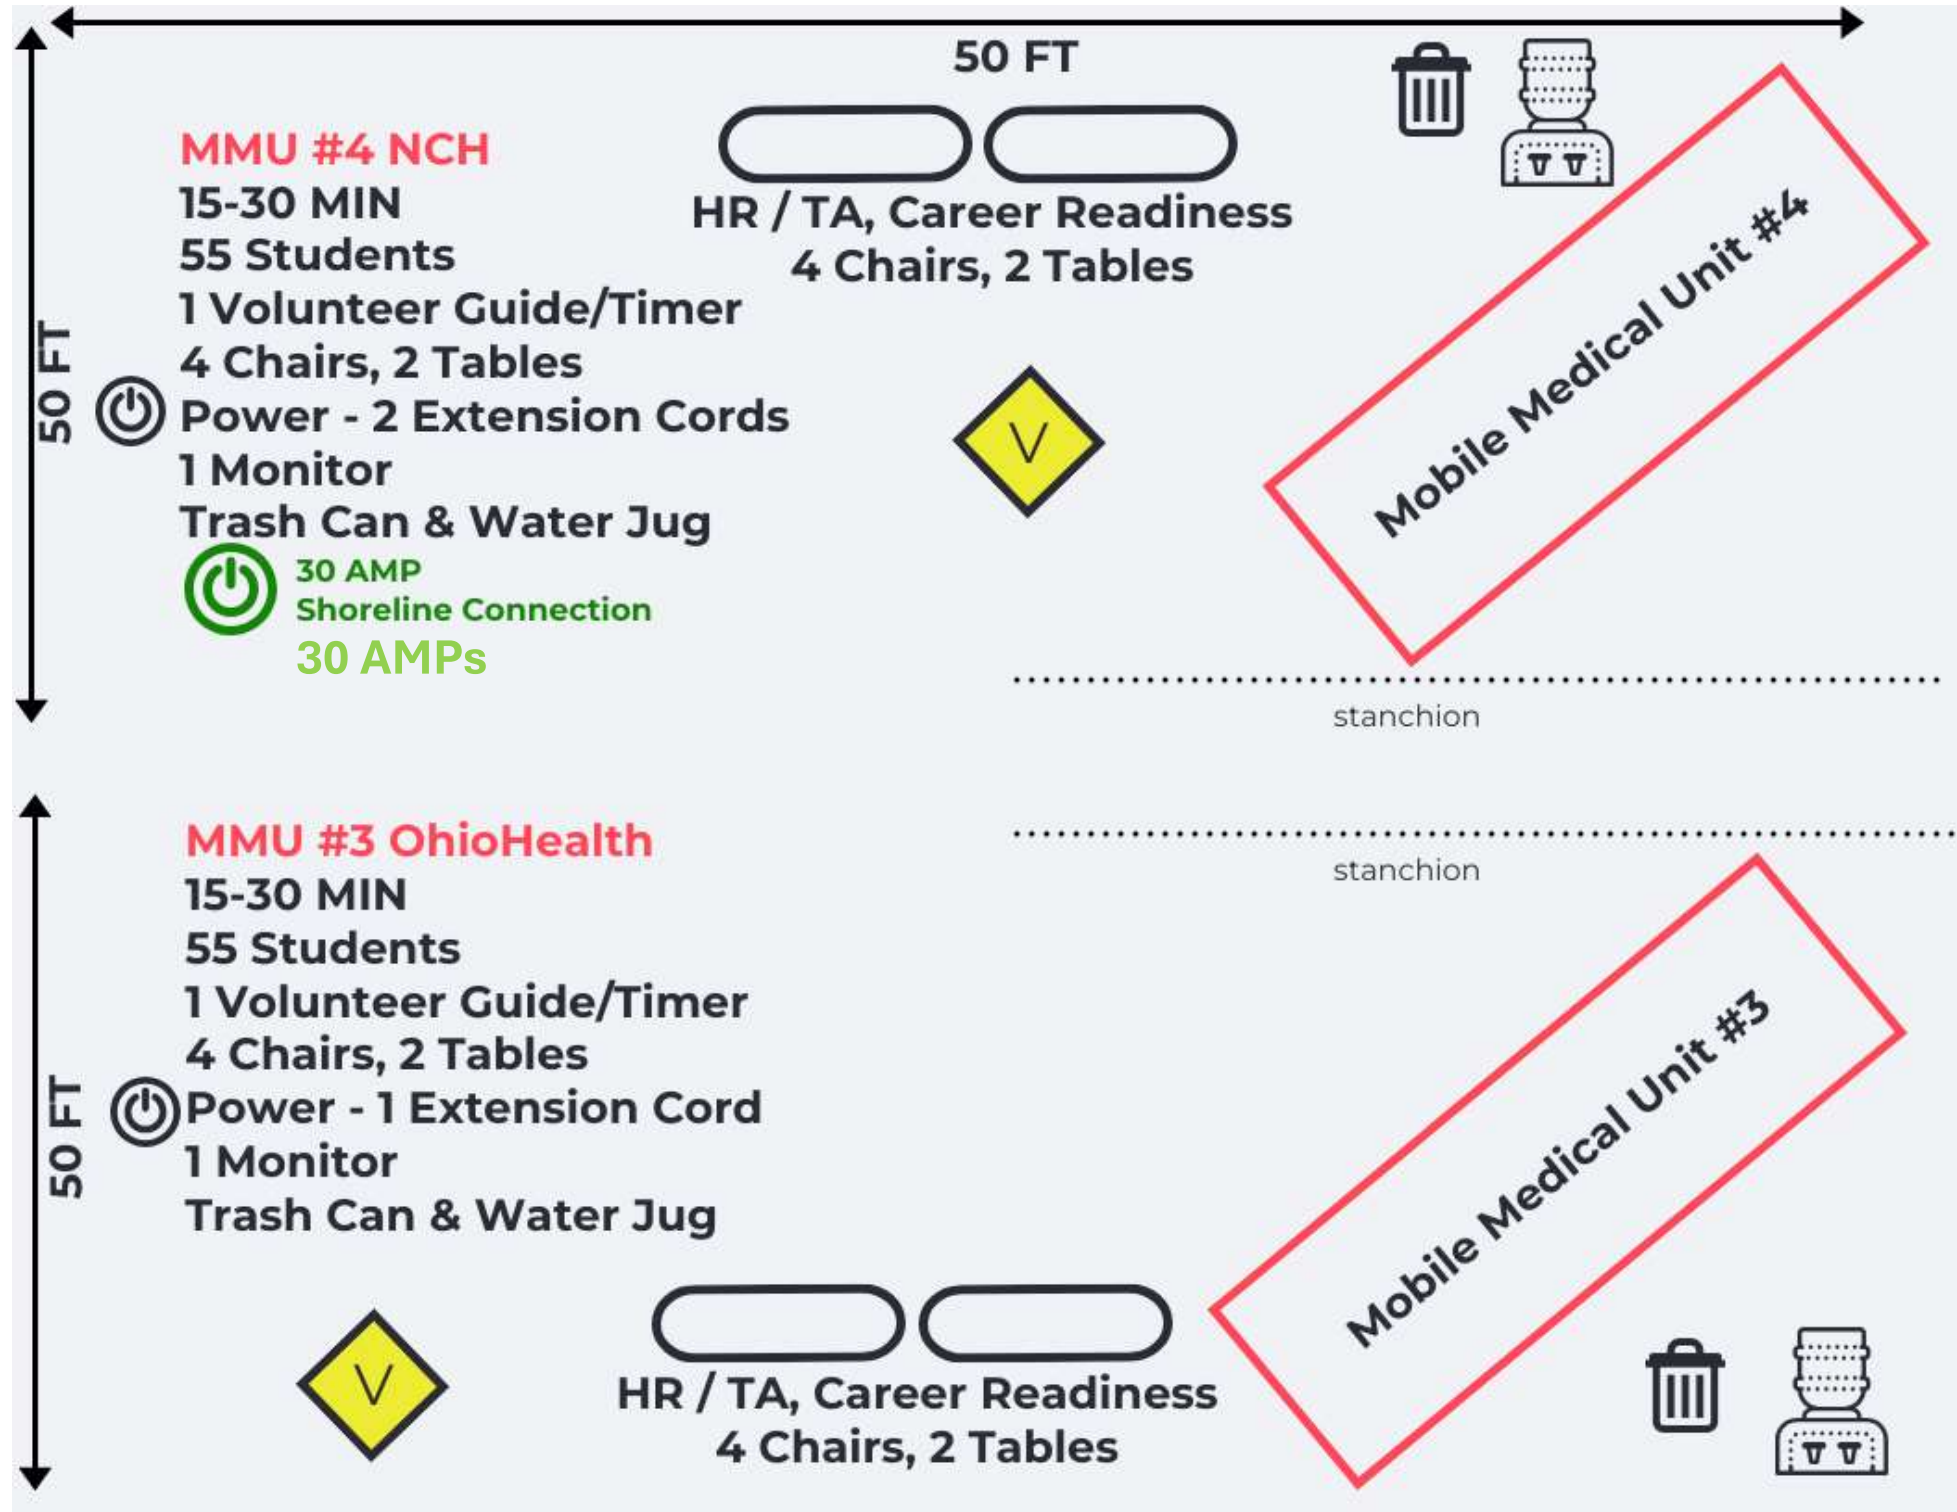 50 FT
50 FT
MMU #4 NCH
15-30 MIN
55 Students
1 Volunteer Guide/Timer
4 Chairs, 2 Tables
Power - 2 Extension Cords
1 Monitor
Trash Can & Water Jug
30 AMP
Shoreline Connection
30 AMPs
HR / TA, Career Readiness
4 Chairs, 2 Tables
V
Mobile Medical Unit #4
stanchion
stanchion
50 FT
MMU #3 OhioHealth
15-30 MIN
55 Students
1 Volunteer Guide/Timer
4 Chairs, 2 Tables
Power - 1 Extension Cord
1 Monitor
Trash Can & Water Jug
V
HR / TA, Career Readiness
4 Chairs, 2 Tables
Mobile Medical Unit #3